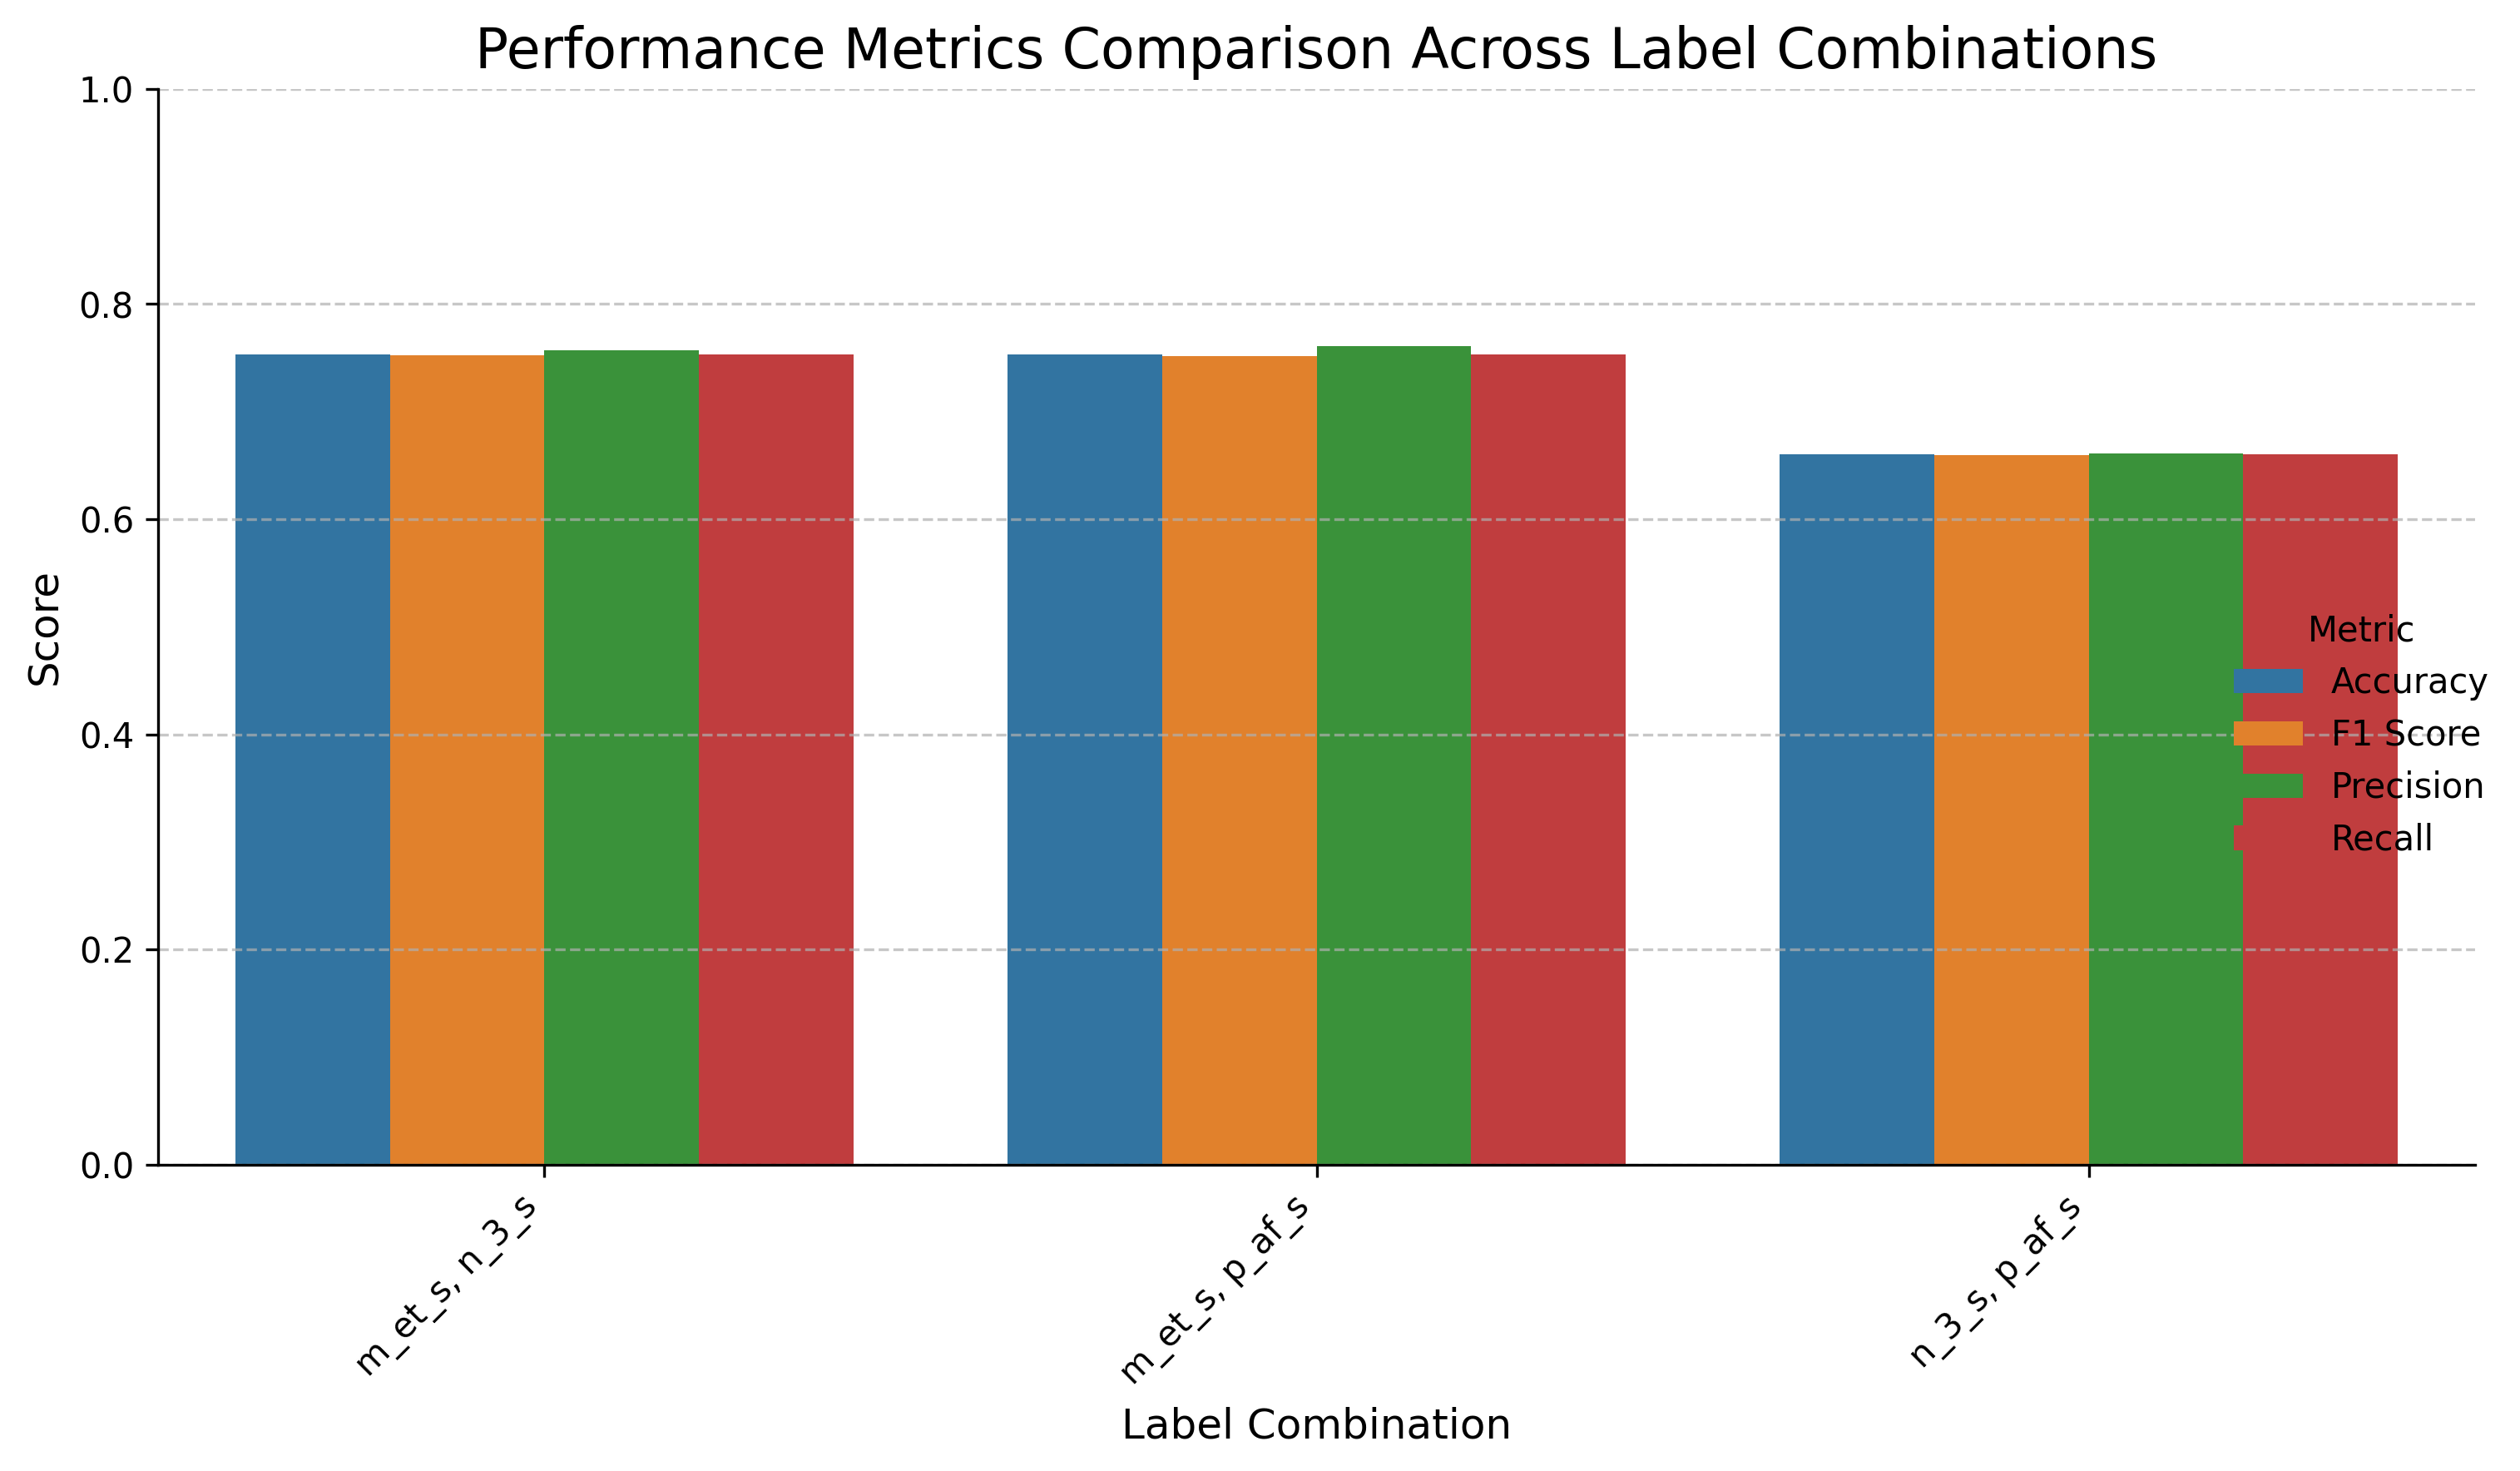 Performance Metrics Comparison Across Label Combinations
1.0
0.8
0.6
0.4
0.2
0.0
Score
Metric
Accuracy
F1 Score
Precision
Recall
m_et_s, n_3_s
m_et_s, p_af_s
n_3_s, p_af_s
Label Combination